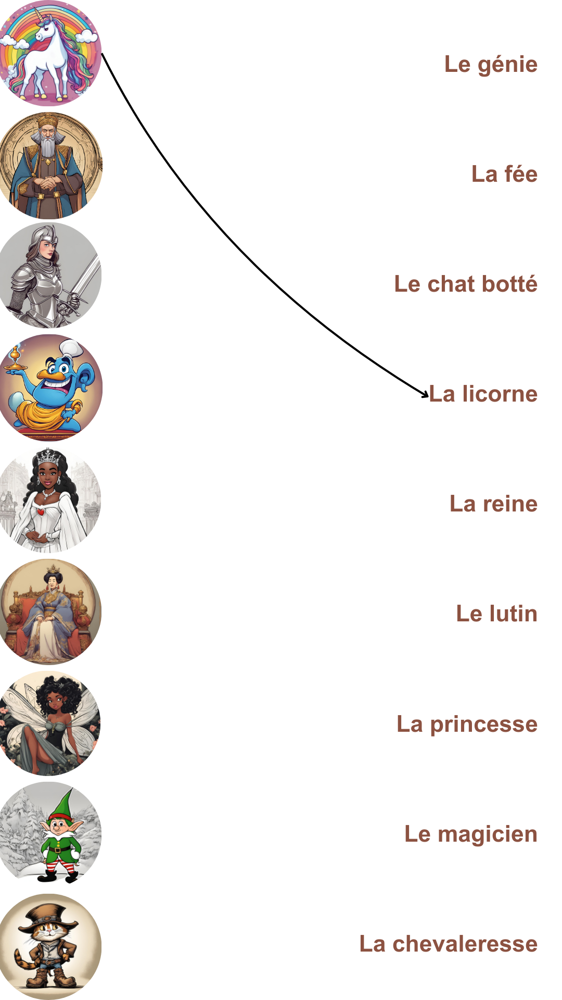 Le génie
La fée
Le chat botté
La licorne
La reine
Le lutin
La princesse
Le magicien
La chevaleresse